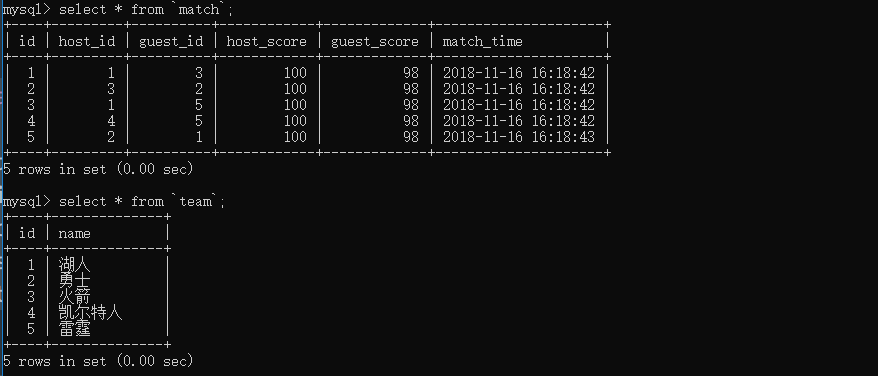 mysql> select * from `match`;
+----+---------+----------+------------+-------------+---------------------+
| id | host_id | guest_id | host_score | guest_score | match_time          |
+----+---------+----------+------------+-------------+---------------------+
|  1 |       1 |        3 |        100 |          98 | 2018-11-16 16:18:42 |
|  2 |       3 |        2 |        100 |          98 | 2018-11-16 16:18:42 |
|  3 |       1 |        5 |        100 |          98 | 2018-11-16 16:18:42 |
|  4 |       4 |        5 |        100 |          98 | 2018-11-16 16:18:42 |
|  5 |       2 |        1 |        100 |          98 | 2018-11-16 16:18:43 |
+----+---------+----------+------------+-------------+---------------------+
5 rows in set (0.00 sec)
mysql> select * from `team`;
+----+--------------+
| id | name         |
+----+--------------+
|  1 | 湖人         |
|  2 | 勇士         |
|  3 | 火箭         |
|  4 | 凯尔特人     |
|  5 | 雷霆         |
+----+--------------+
5 rows in set (0.00 sec)